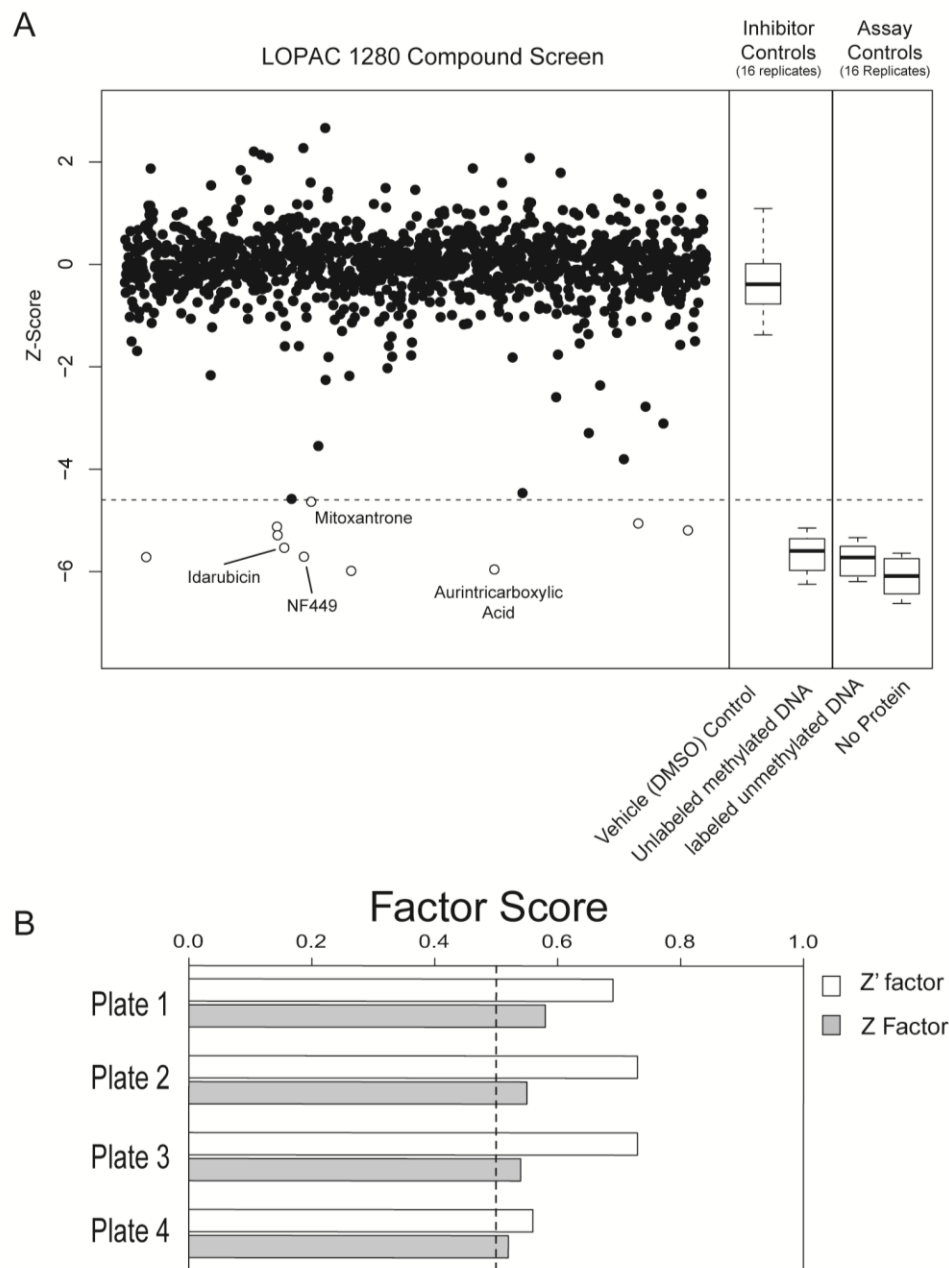 A
LOPAC 1280 Compound Screen
Inhibitor
Controls
(16 replicates)
Assay
Controls
(16 Replicates)
Z-Score
2
0
−2
−4
−6
Mitoxantrone
Idarubicin
NF449
Aurintricarboxylic
Acid
Vehicle (DMSO) Control
Unlabeled methylated DNA
labeled unmethylated DNA
No Protein
B
Factor Score
0.0 0.2 0.4 0.6 0.8 1.0
Plate 1
Plate 2
Plate 3
Plate 4
Z' factor
Z Factor